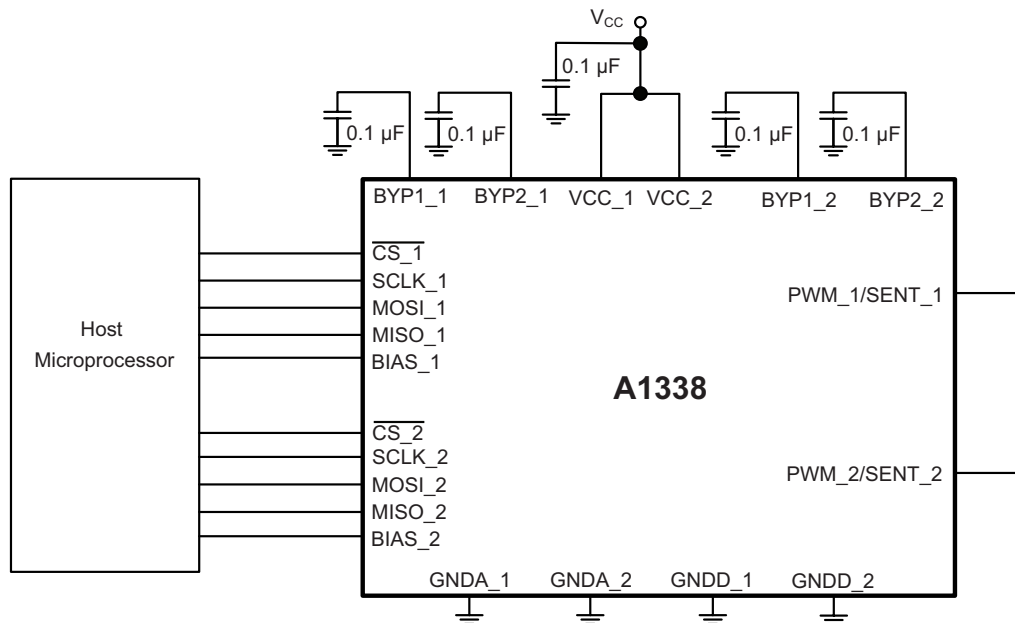 V_CC
0.1 µF
0.1 µF
0.1 µF
0.1 µF
0.1 µF
BYP1_1
BYP2_1
VCC_1
VCC_2
BYP1_2
BYP2_2
CS_1
SCLK_1
MOSI_1
MISO_1
BIAS_1
PWM_1/SENT_1
Host
Microprocessor
A1338
CS_2
SCLK_2
MOSI_2
MISO_2
BIAS_2
PWM_2/SENT_2
GNDA_1
GNDA_2
GNDD_1
GNDD_2